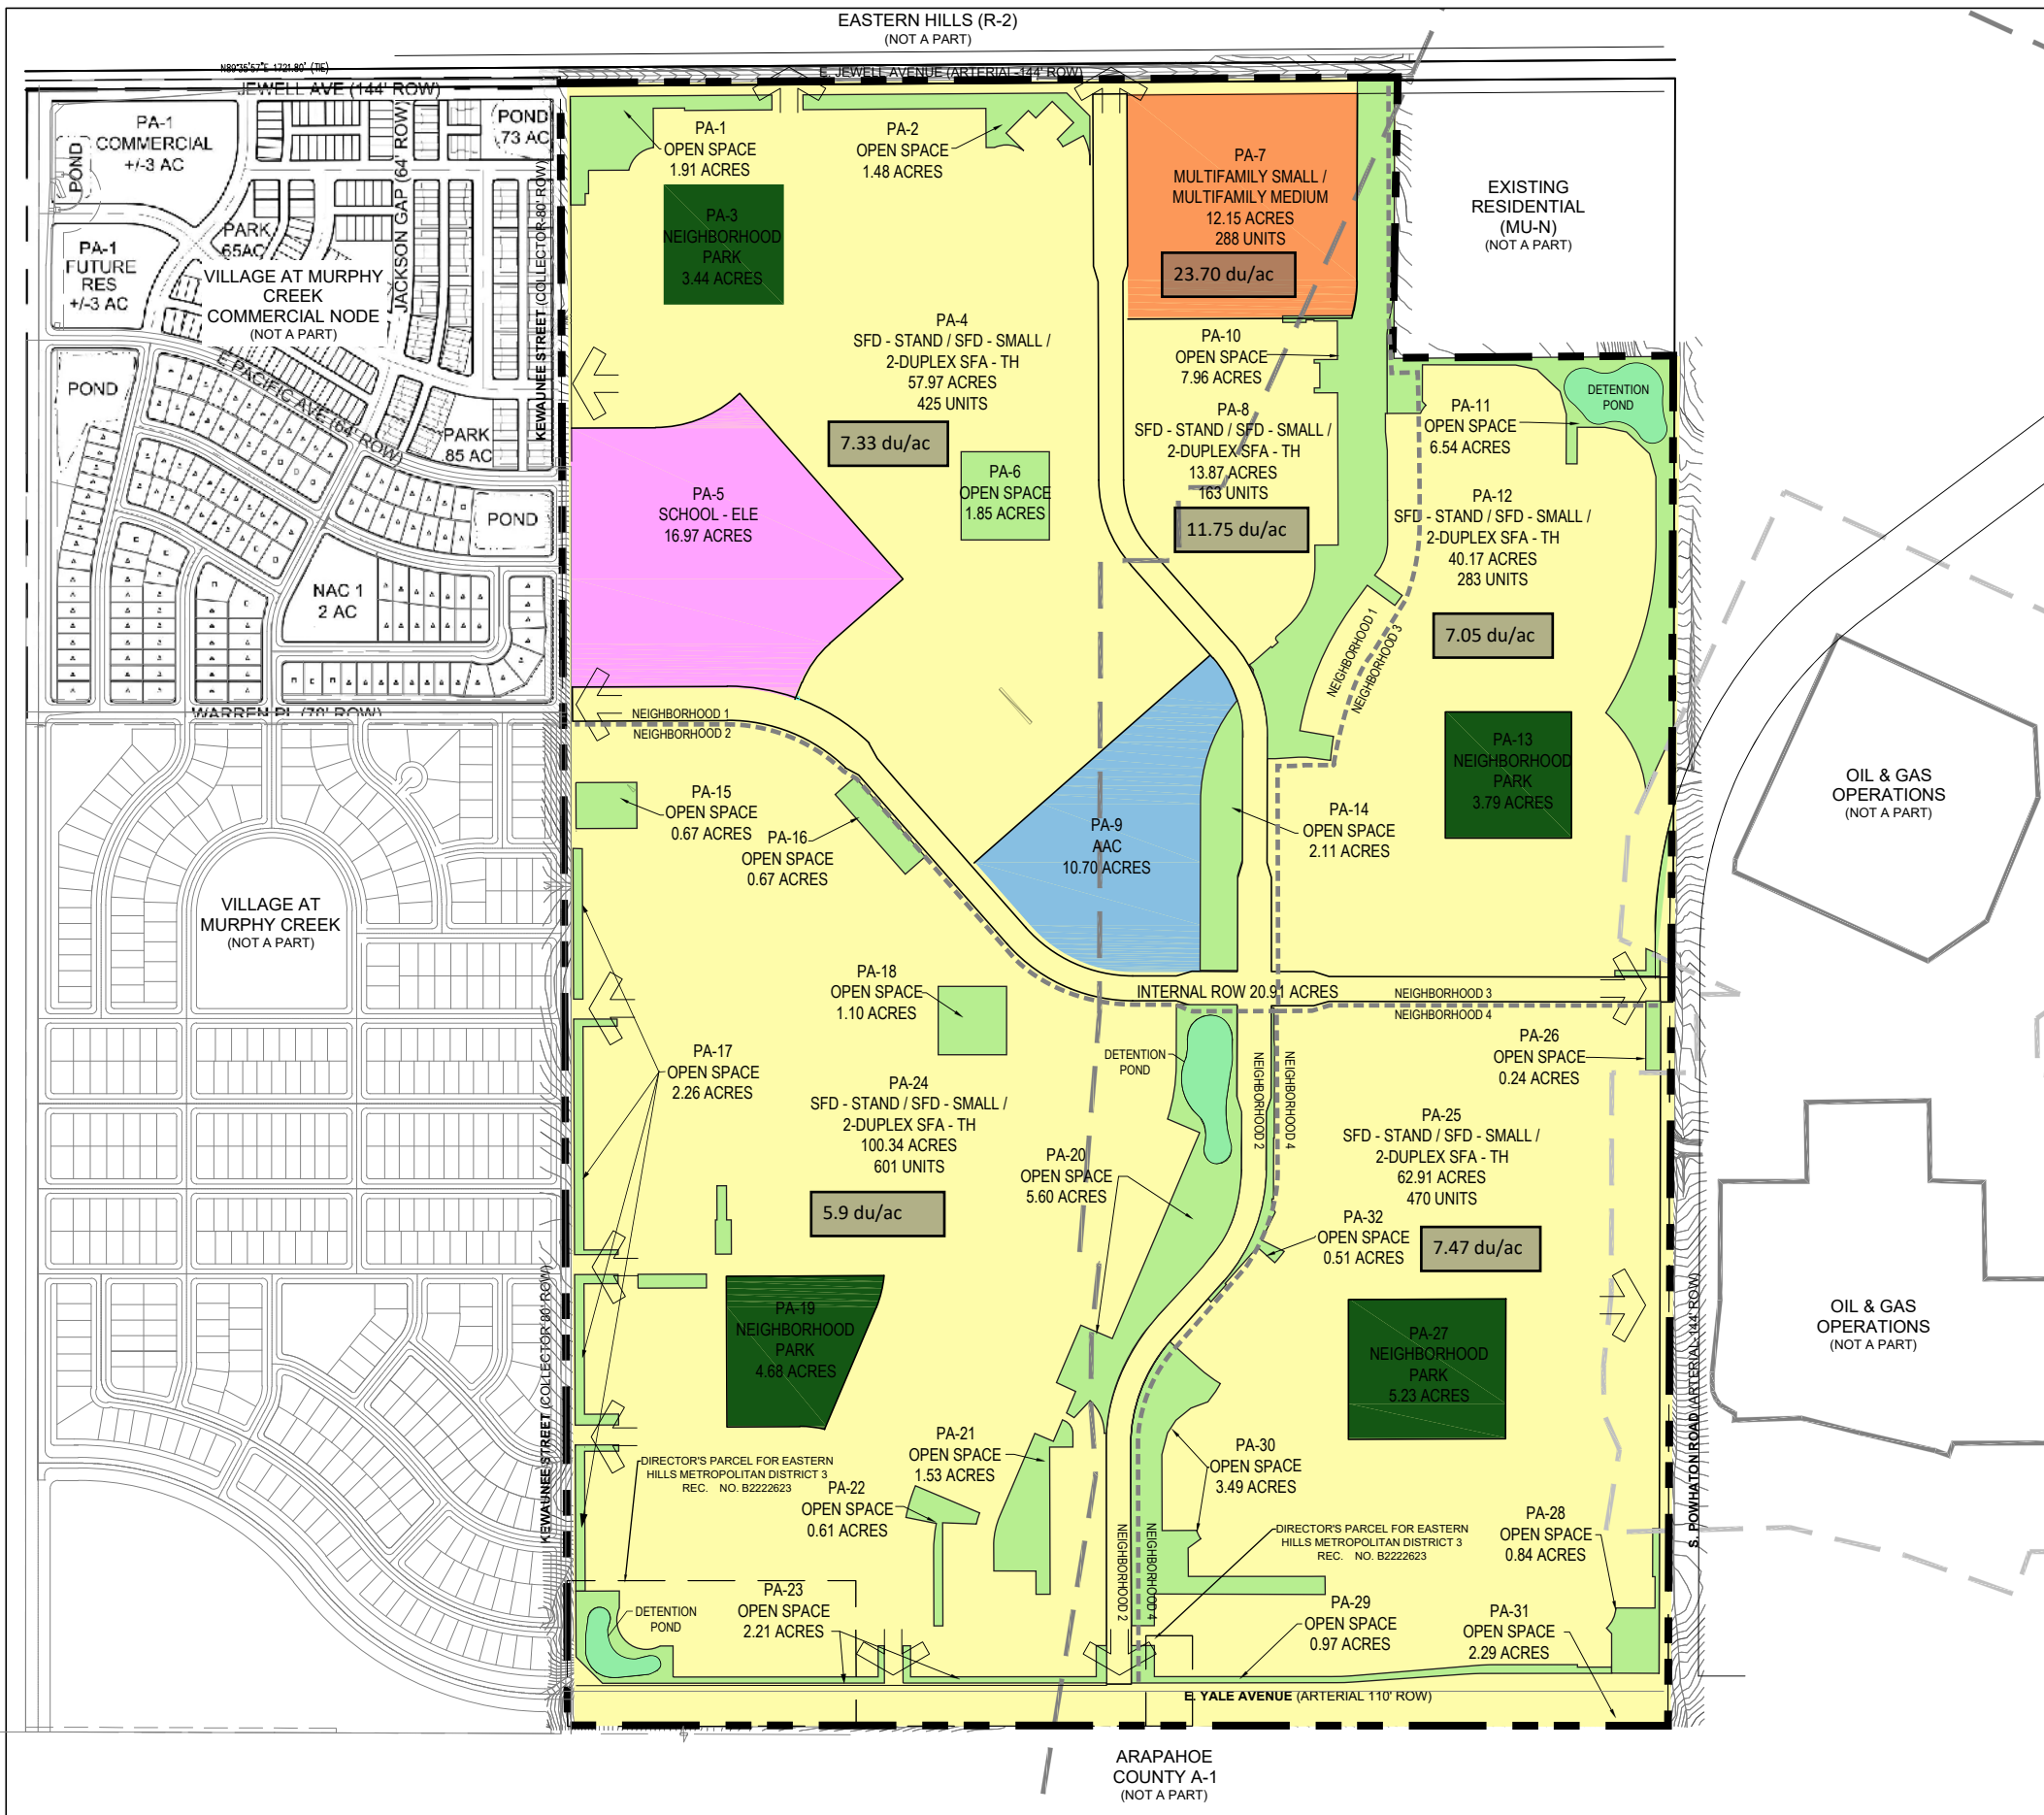 EASTERN HILLS (R-2)
(NOT A PART)
N89°35'57"E 1721.80' (TIE)
E. JEWELL AVENUE (ARTERIAL -144' ROW)
JEWELL AVE (144' ROW)
PA-1
COMMERCIAL
+/-3 AC
POND
POND
.73 AC
JACKSON GAP (64' ROW)
PARK
.65AC
PA-1
FUTURE
RES
+/-3 AC
VILLAGE AT MURPHY
CREEK
COMMERCIAL NODE
(NOT A PART)
E PACIFIC AVE (64' ROW)
POND
PARK
.85 AC
POND
NAC 1
2 AC
WARREN PL (70' ROW)
KEWAUNEE STREET (COLLECTOR-80' ROW)
VILLAGE AT
MURPHY CREEK
(NOT A PART)
KEWAUNEE STREET (COLLECTOR 80' ROW)
PA-1
OPEN SPACE
1.91 ACRES
PA-2
OPEN SPACE
1.48 ACRES
PA-3
NEIGHBORHOOD
PARK
3.44 ACRES
PA-7
MULTIFAMILY SMALL /
MULTIFAMILY MEDIUM
12.15 ACRES
288 UNITS
23.70 du/ac
EXISTING
RESIDENTIAL
(MU-N)
(NOT A PART)
PA-4
SFD - STAND / SFD - SMALL /
2-DUPLEX SFA - TH
57.97 ACRES
425 UNITS
7.33 du/ac
PA-10
OPEN SPACE
7.96 ACRES
PA-8
SFD - STAND / SFD - SMALL /
2-DUPLEX SFA - TH
13.87 ACRES
163 UNITS
11.75 du/ac
DETENTION
POND
PA-11
OPEN SPACE
6.54 ACRES
PA-5
SCHOOL - ELE
16.97 ACRES
PA-6
OPEN SPACE
1.85 ACRES
PA-12
SFD - STAND / SFD - SMALL /
2-DUPLEX SFA - TH
40.17 ACRES
283 UNITS
7.05 du/ac
NEIGHBORHOOD 1
NEIGHBORHOOD 3
NEIGHBORHOOD 1
NEIGHBORHOOD 2
PA-13
NEIGHBORHOOD
PARK
3.79 ACRES
OIL & GAS
OPERATIONS
(NOT A PART)
PA-15
OPEN SPACE
0.67 ACRES
PA-16
OPEN SPACE
0.67 ACRES
PA-9
AAC
10.70 ACRES
PA-14
OPEN SPACE
2.11 ACRES
PA-18
OPEN SPACE
1.10 ACRES
INTERNAL ROW 20.91 ACRES
NEIGHBORHOOD 3
NEIGHBORHOOD 4
PA-17
OPEN SPACE
2.26 ACRES
DETENTION
POND
NEIGHBORHOOD 2
NEIGHBORHOOD 4
PA-26
OPEN SPACE
0.24 ACRES
PA-24
SFD - STAND / SFD - SMALL /
2-DUPLEX SFA - TH
100.34 ACRES
601 UNITS
5.9 du/ac
PA-20
OPEN SPACE
5.60 ACRES
PA-25
SFD - STAND / SFD - SMALL /
2-DUPLEX SFA - TH
62.91 ACRES
470 UNITS
7.47 du/ac
PA-32
OPEN SPACE
0.51 ACRES
PA-19
NEIGHBORHOOD
PARK
4.68 ACRES
PA-27
NEIGHBORHOOD
PARK
5.23 ACRES
OIL & GAS
OPERATIONS
(NOT A PART)
S. POWHATON ROAD (ARTERIAL-144' ROW)
DIRECTOR'S PARCEL FOR EASTERN
HILLS METROPOLITAN DISTRICT 3
REC. NO. B2222623
PA-21
OPEN SPACE
1.53 ACRES
PA-22
OPEN SPACE
0.61 ACRES
PA-30
OPEN SPACE
3.49 ACRES
DIRECTOR'S PARCEL FOR EASTERN
HILLS METROPOLITAN DISTRICT 3
REC. NO. B2222623
PA-28
OPEN SPACE
0.84 ACRES
NEIGHBORHOOD 2
NEIGHBORHOOD 4
PA-23
OPEN SPACE
2.21 ACRES
DETENTION
POND
PA-29
OPEN SPACE
0.97 ACRES
PA-31
OPEN SPACE
2.29 ACRES
E. YALE AVENUE (ARTERIAL 110' ROW)
ARAPAHOE
COUNTY A-1
(NOT A PART)